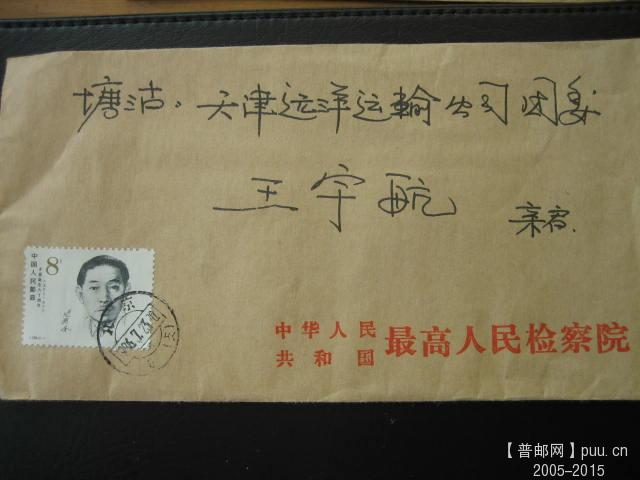 塘沽：天津远洋运输公司团委
王宇航
亲启.
8分
中国人民邮政
北京
中华人民
共和国
最高人民检察院
【普邮网】puu.cn
2005-2015